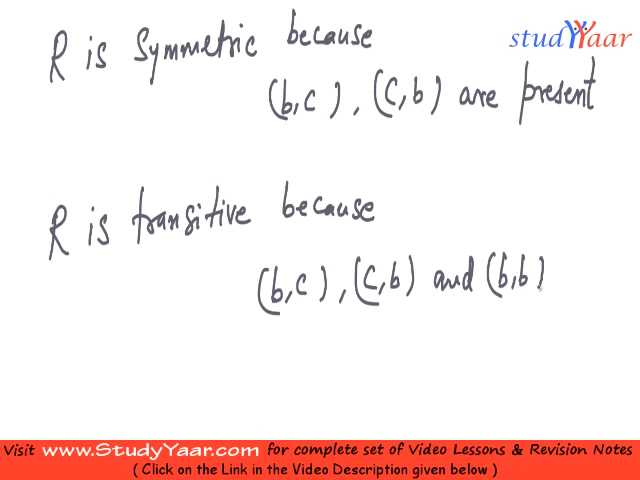 studYYaar
R is Symmetric because
(b,c), (C,b) are present
R is transitive because
(b,c), (C,b) and (b,b)
Visit www.StudyYaar.com for complete set of Video Lessons & Revision Notes
( Click on the Link in the Video Description given below )